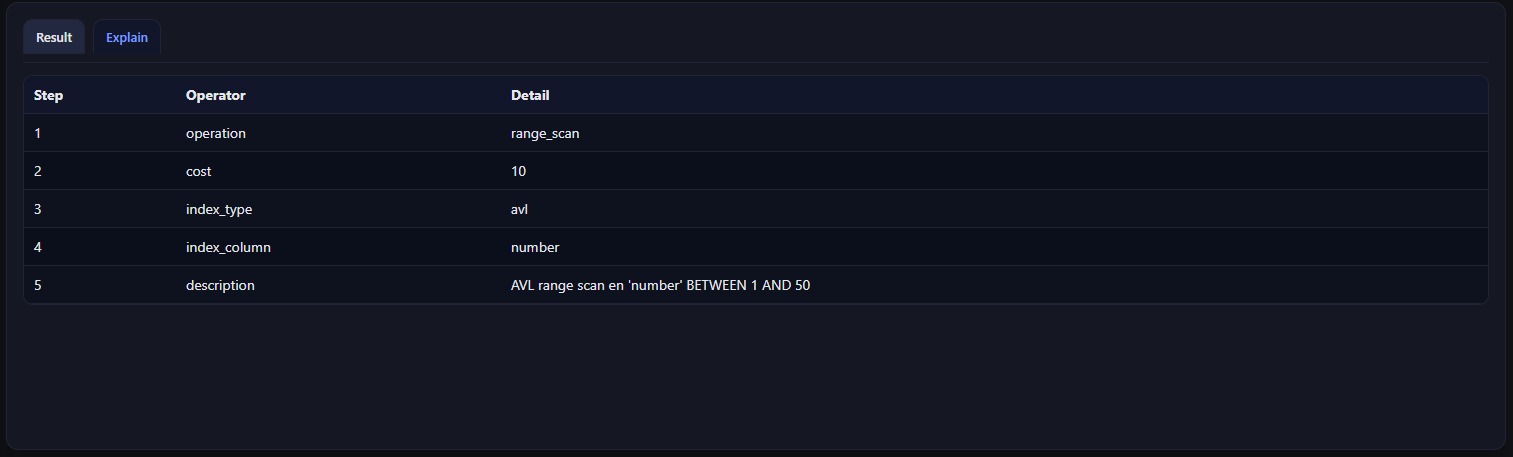 Result Explain
Step Operator Detail
1 operation range_scan
2 cost 10
3 index_type avl
4 index_column number
5 description AVL range scan en 'number' BETWEEN 1 AND 50